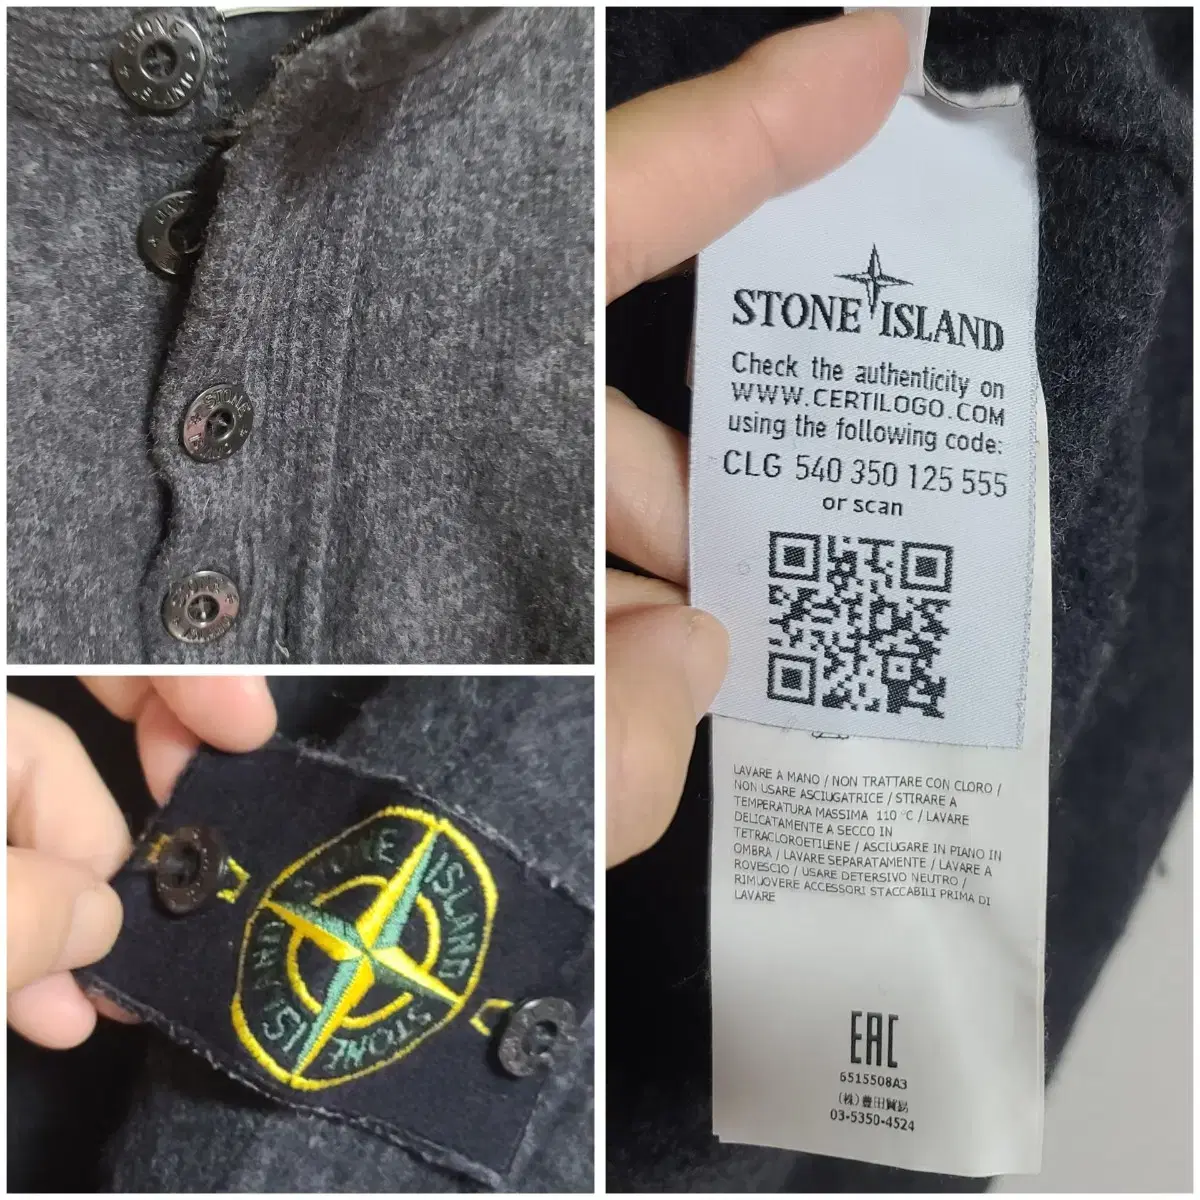 STONE
STONE
ISLAND
STONE
ISLAND
STONE ISLAND
Check the authenticity on
WWW.CERTILOGO.COM
using the following code:
CLG 540 350 125 555
or scan
LAVARE A MANO / NON TRATTARE CON CLORO /
NON USARE ASCIUGATRICE / STIRARE A
TEMPERATURA MASSIMA 110 °C / LAVARE
DELICATAMENTE A SECCO IN
TETRACLOROETILENE / ASCIUGARE IN PIANO IN
OMBRA / LAVARE SEPARATAMENTE / LAVARE A
ROVESCIO / USARE DETERSIVO NEUTRO /
RIMUOVERE ACCESSORI STACCABILI PRIMA DI
LAVARE
EAC
6515508A3
(株)豊田貿易
03-5350-4524